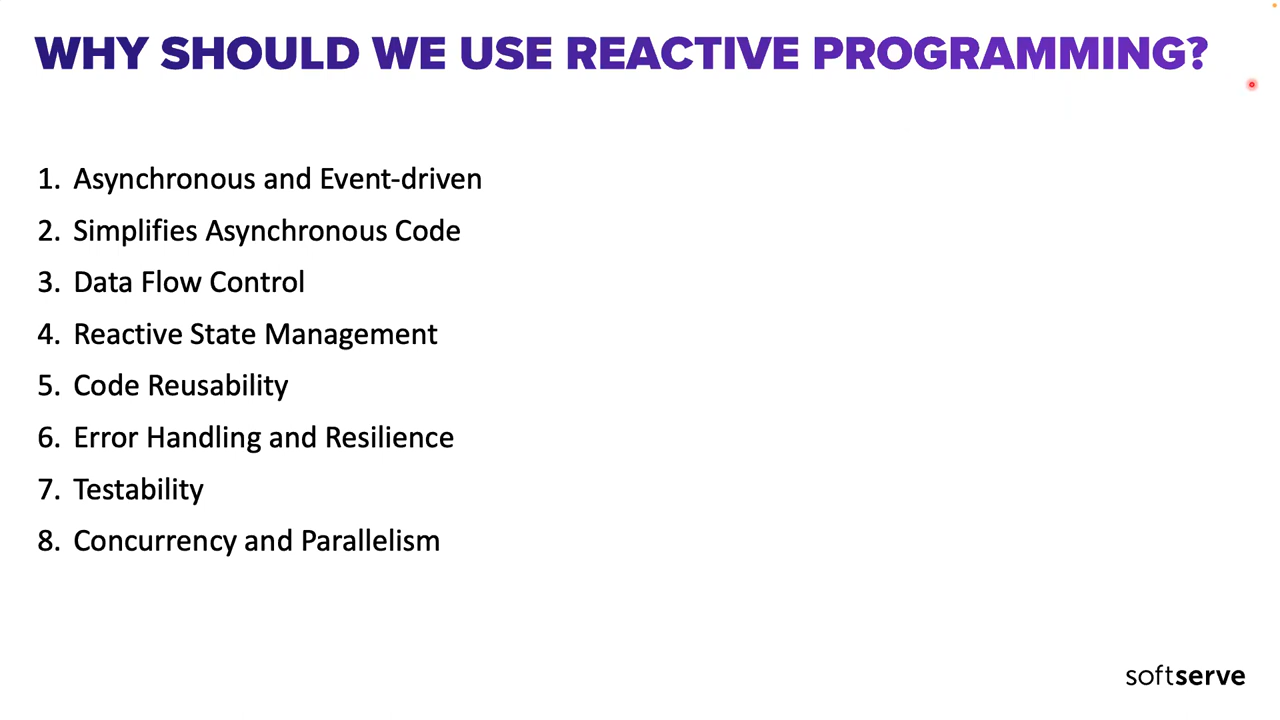 WHY SHOULD WE USE REACTIVE PROGRAMMING?
1. Asynchronous and Event-driven
2. Simplifies Asynchronous Code
3. Data Flow Control
4. Reactive State Management
5. Code Reusability
6. Error Handling and Resilience
7. Testability
8. Concurrency and Parallelism
softserve